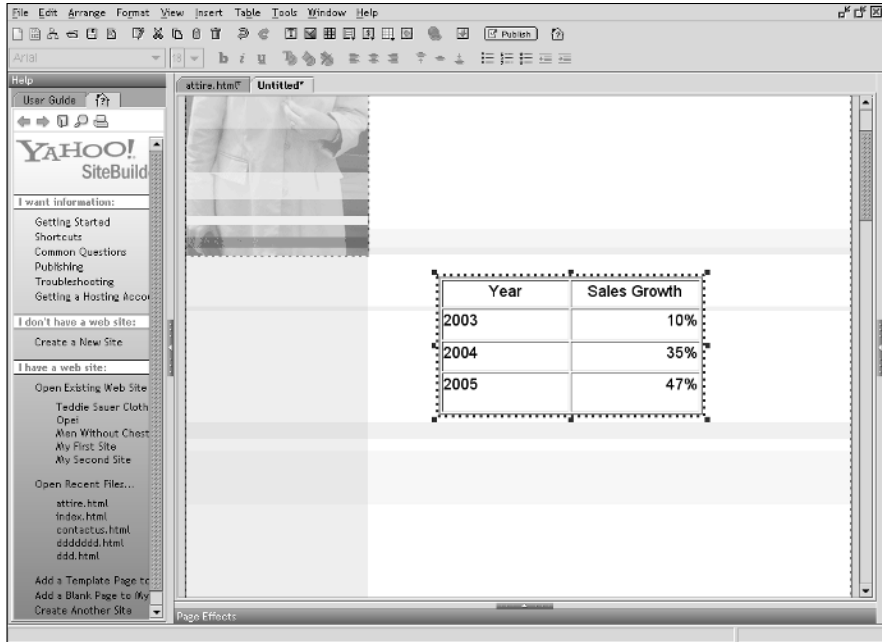 File Edit Arrange Format View Insert Table Tools Window Help
Publish
Arial 18 b i u
Help
attire.html* Untitled*
User Guide
YAHOO!
SiteBuild
I want information:
Getting Started
Shortcuts
Common Questions
Publishing
Troubleshooting
Getting a Hosting Accou
I don't have a web site:
Create a New Site
I have a web site:
Open Existing Web Site
Teddie Sauer Cloth
Opei
Men Without Chest
My First Site
My Second Site
Open Recent Files...
attire.html
index.html
contactus.html
ddddddd.html
ddd.html
Add a Template Page to
Add a Blank Page to My
Create Another Site
Year Sales Growth
2003 10%
2004 35%
2005 47%
Page Effects